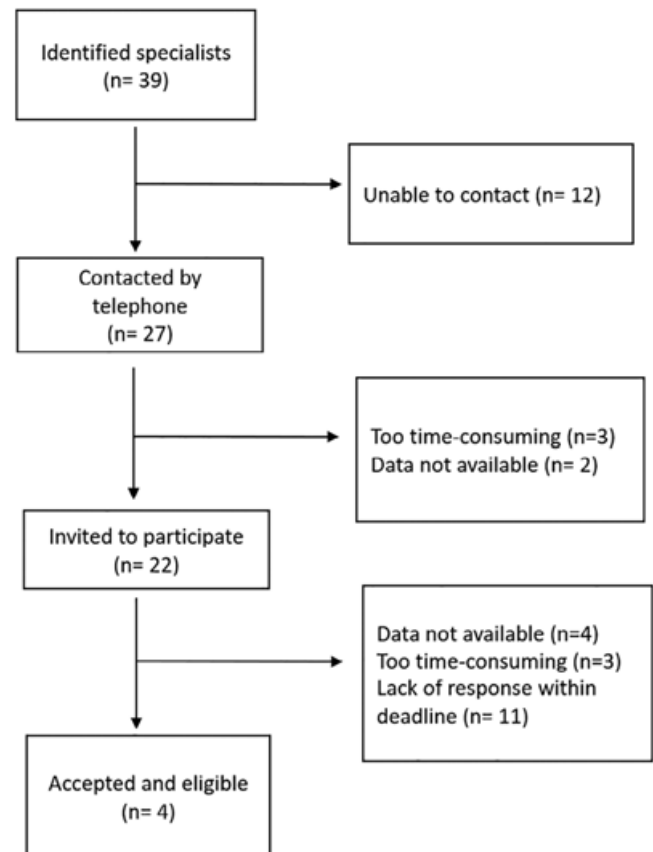 Identified specialists
(n= 39)
Unable to contact (n= 12)
Contacted by
telephone
(n= 27)
Too time-consuming (n=3)
Data not available (n= 2)
Invited to participate
(n= 22)
Data not available (n=4)
Too time-consuming (n=3)
Lack of response within
deadline (n= 11)
Accepted and eligible
(n= 4)